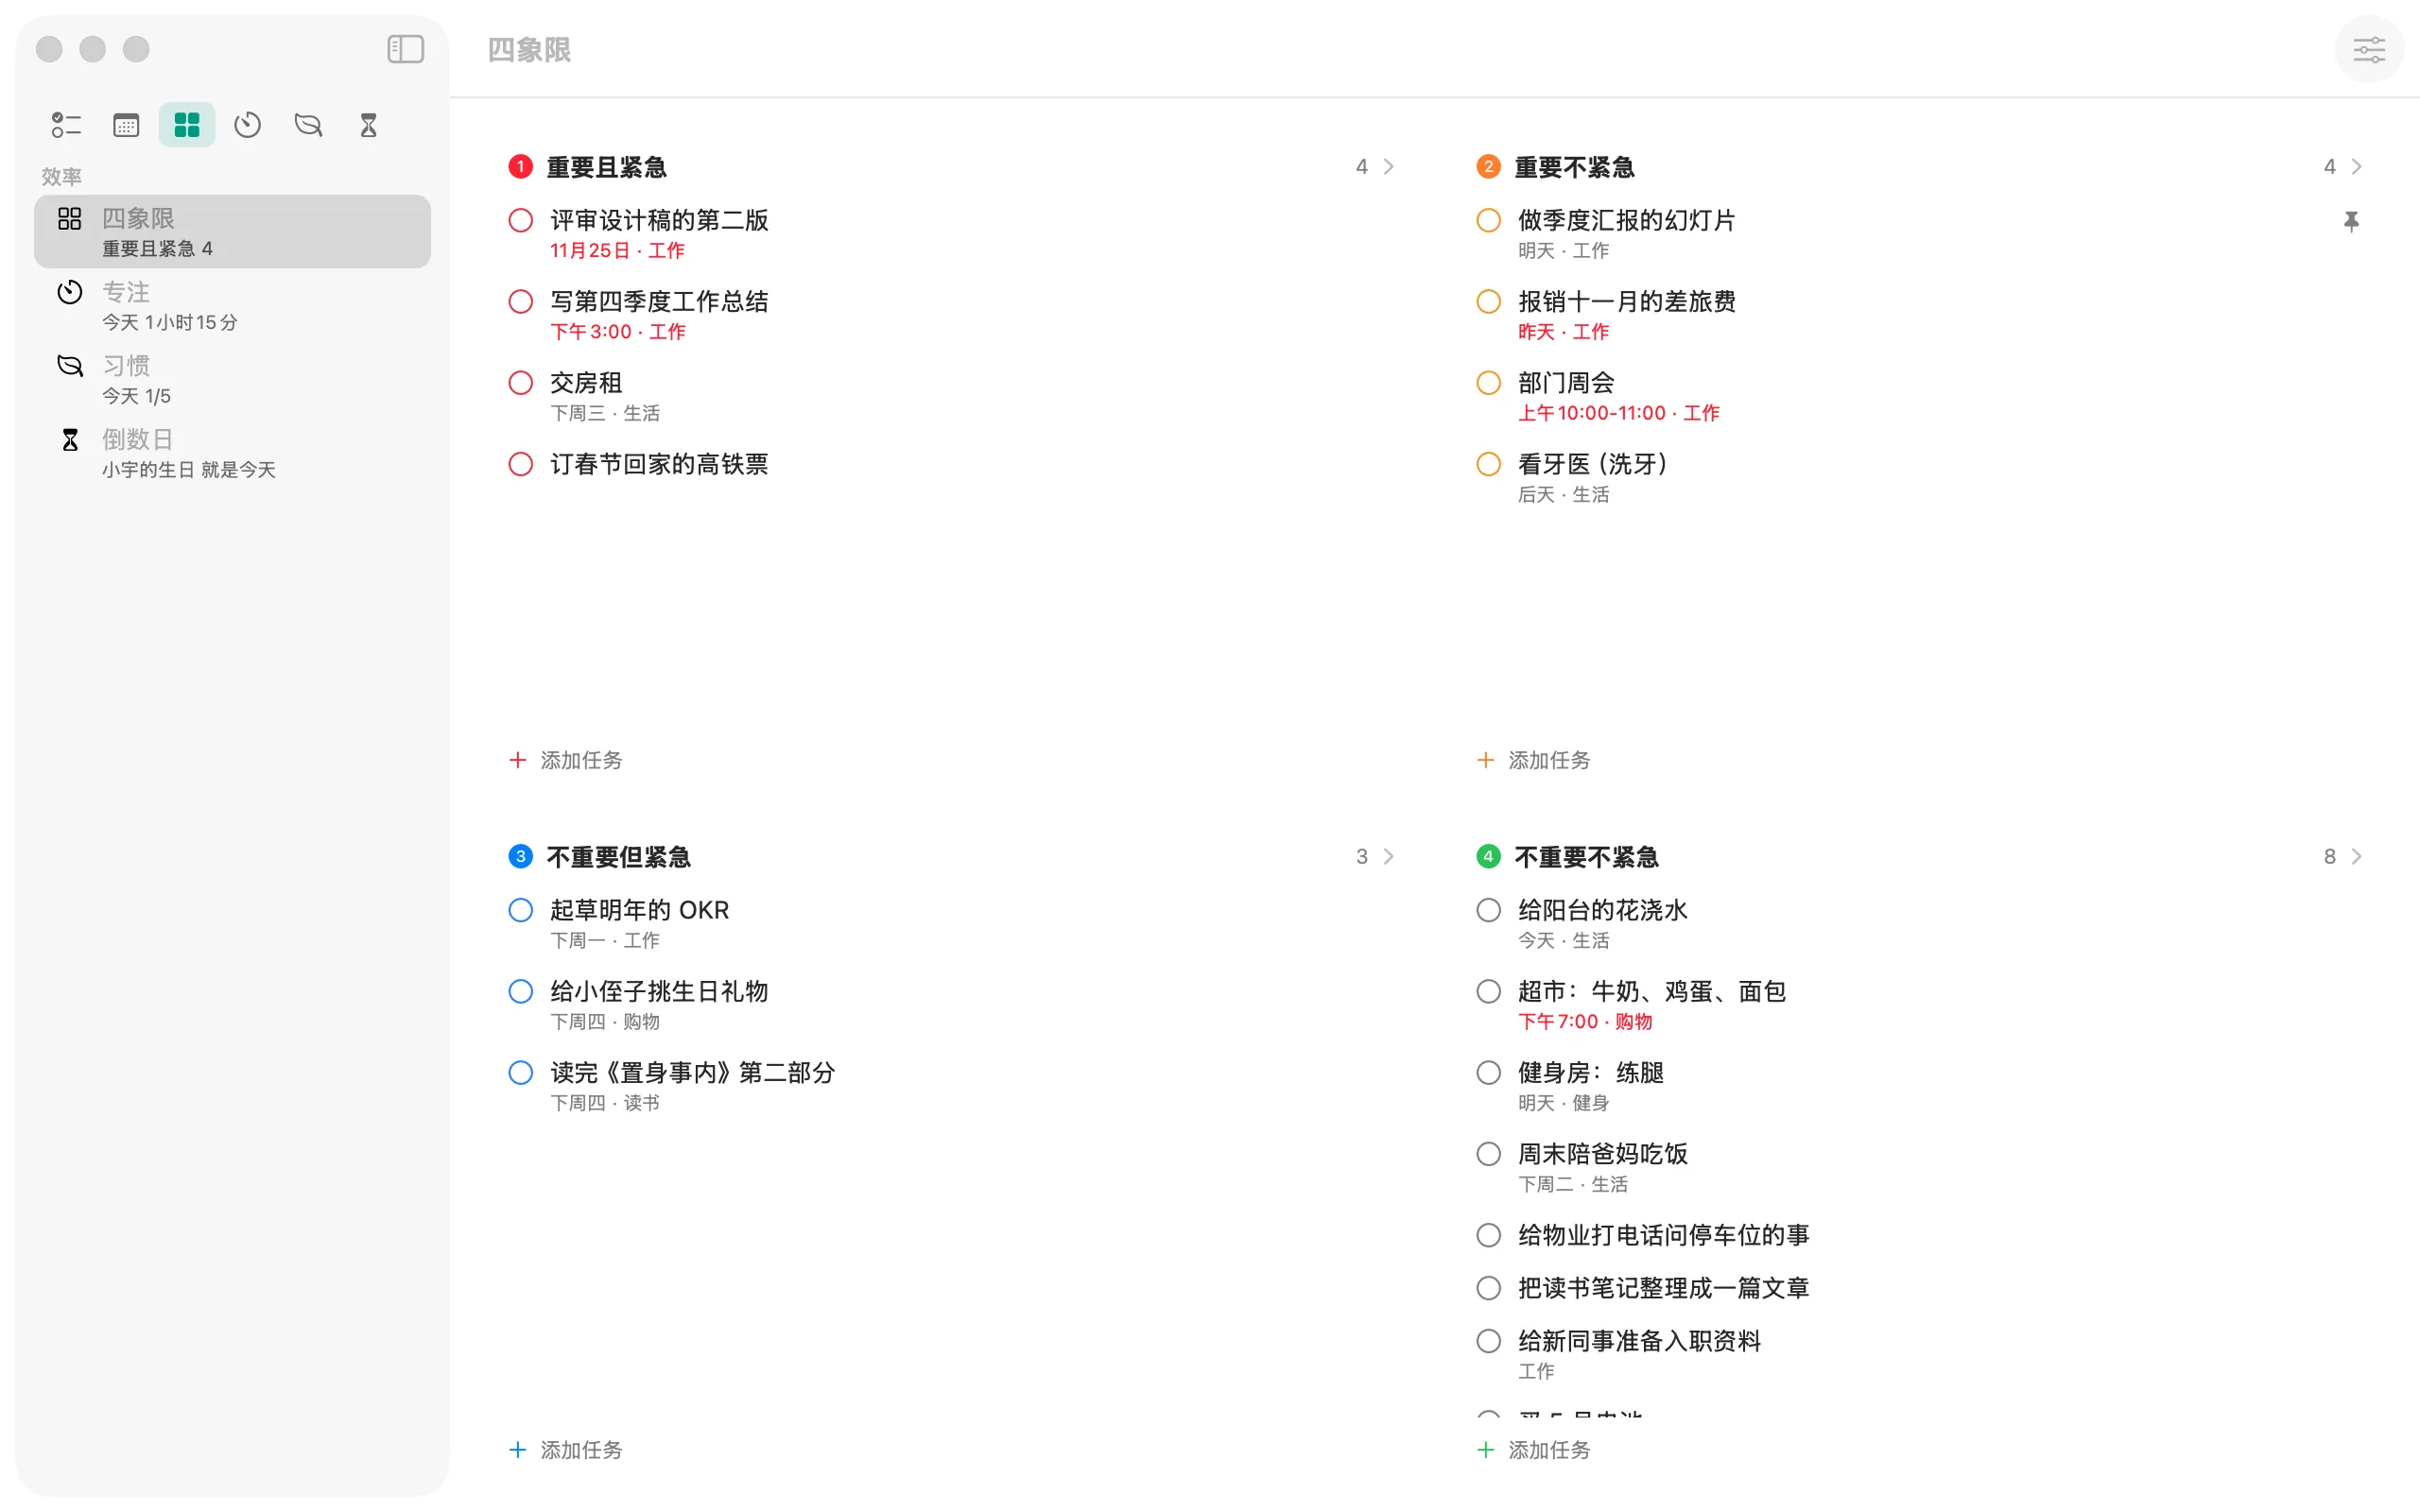 四象限
效率
四象限
重要且紧急 4
专注
今天 1小时15分
习惯
今天 1/5
倒数日
小宇的生日 就是今天
1 重要且紧急 4
评审设计稿的第二版
11月25日 · 工作
写第四季度工作总结
下午3:00 · 工作
交房租
下周三 · 生活
订春节回家的高铁票
添加任务
2 重要不紧急 4
做季度汇报的幻灯片
明天 · 工作
报销十一月的差旅费
昨天 · 工作
部门周会
上午10:00-11:00 · 工作
看牙医（洗牙）
后天 · 生活
添加任务
3 不重要但紧急 3
起草明年的 OKR
下周一 · 工作
给小侄子挑生日礼物
下周四 · 购物
读完《置身事内》第二部分
下周四 · 读书
添加任务
4 不重要不紧急 8
给阳台的花浇水
今天 · 生活
超市：牛奶、鸡蛋、面包
下午7:00 · 购物
健身房：练腿
明天 · 健身
周末陪爸妈吃饭
下周二 · 生活
给物业打电话问停车位的事
把读书笔记整理成一篇文章
给新同事准备入职资料
工作
添加任务